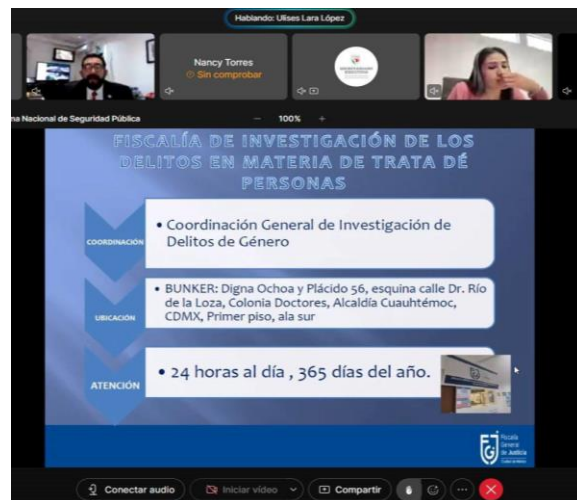 Hablando: Ulises Lara López
Nancy Torres
Sin comprobar
na Nacional de Seguridad Pública
100%
FISCALÍA DE INVESTIGACIÓN DE LOS
DELITOS EN MATERIA DE TRATA DE
PERSONAS
COORDINACIÓN
• Coordinación General de Investigación de
Delitos de Género
UBICACIÓN
• BUNKER: Digna Ochoa y Plácido 56, esquina calle Dr. Río
de la Loza, Colonia Doctores, Alcaldía Cuauhtémoc,
CDMX, Primer piso, ala sur
ATENCIÓN
• 24 horas al día , 365 días del año.
Fiscalía
General
de Justicia
Conectar audio
Iniciar vídeo
Compartir